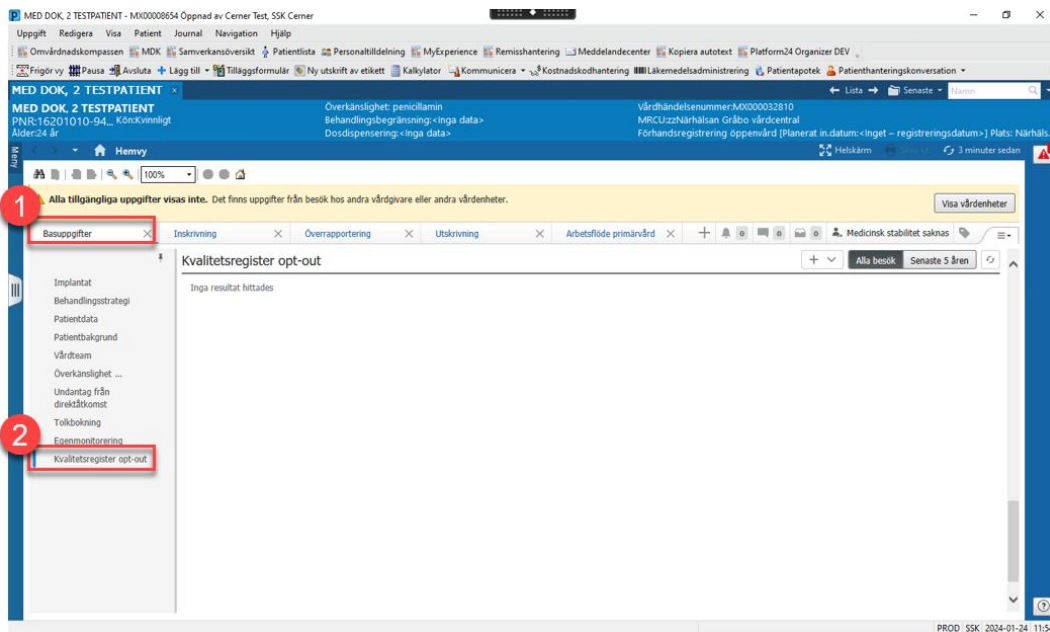 MED DOK, 2 TESTPATIENT - MX00008654 Öppnad av Cerner Test, SSK Cerner
Uppgift Redigera Visa Patient Journal Navigation Hjälp
Omvårdnadskompassen MDK Samverkansöversikt Patientlista Personaltilldelning MyExperience Remisshantering Meddelandecenter Kopiera autotext Platform24 Organizer DEV
Frigör vy Pausa Avsluta Lägg till Tilläggsformulär Ny utskrift av etikett Kalkylator Kommunicera Kostnadskodhantering Läkemedelsadministrering Patientapotek Patienthanteringskonversation
MED DOK, 2 TESTPATIENT × Lista Senaste Namn
MED DOK, 2 TESTPATIENT Överkänslighet: penicillamin Vårdhändelsenummer:MX000032810
PNR:16201010-94... Kön:Kvinnligt Behandlingsbegränsning:<Inga data> MRCU:zzNärhälsan Gråbo vårdcentral
Ålder:24 år Dosdispensering:<Inga data> Förhandsregistrering öppenvård [Planerat in.datum:<Inget – registreringsdatum>] Plats: Närhäls.
Meny Hemvy Helskärm 3 minuter sedan
100%
1
Alla tillgängliga uppgifter visas inte. Det finns uppgifter från besök hos andra vårdgivare eller andra vårdenheter. Visa vårdenheter
Basuppgifter Inskrivning Överrapportering Utskrivning Arbetsflöde primärvård 0 0 0 Medicinsk stabilitet saknas
Kvalitetsregister opt-out Alla besök Senaste 5 åren
Inga resultat hittades
Implantat
Behandlingsstrategi
Patientdata
Patientbakgrund
Vårdteam
Överkänslighet ...
Undantag från
direktåtkomst
Tolkbokning
2
Egenmonitorering
Kvalitetsregister opt-out
PROD SSK 2024-01-24 11:54